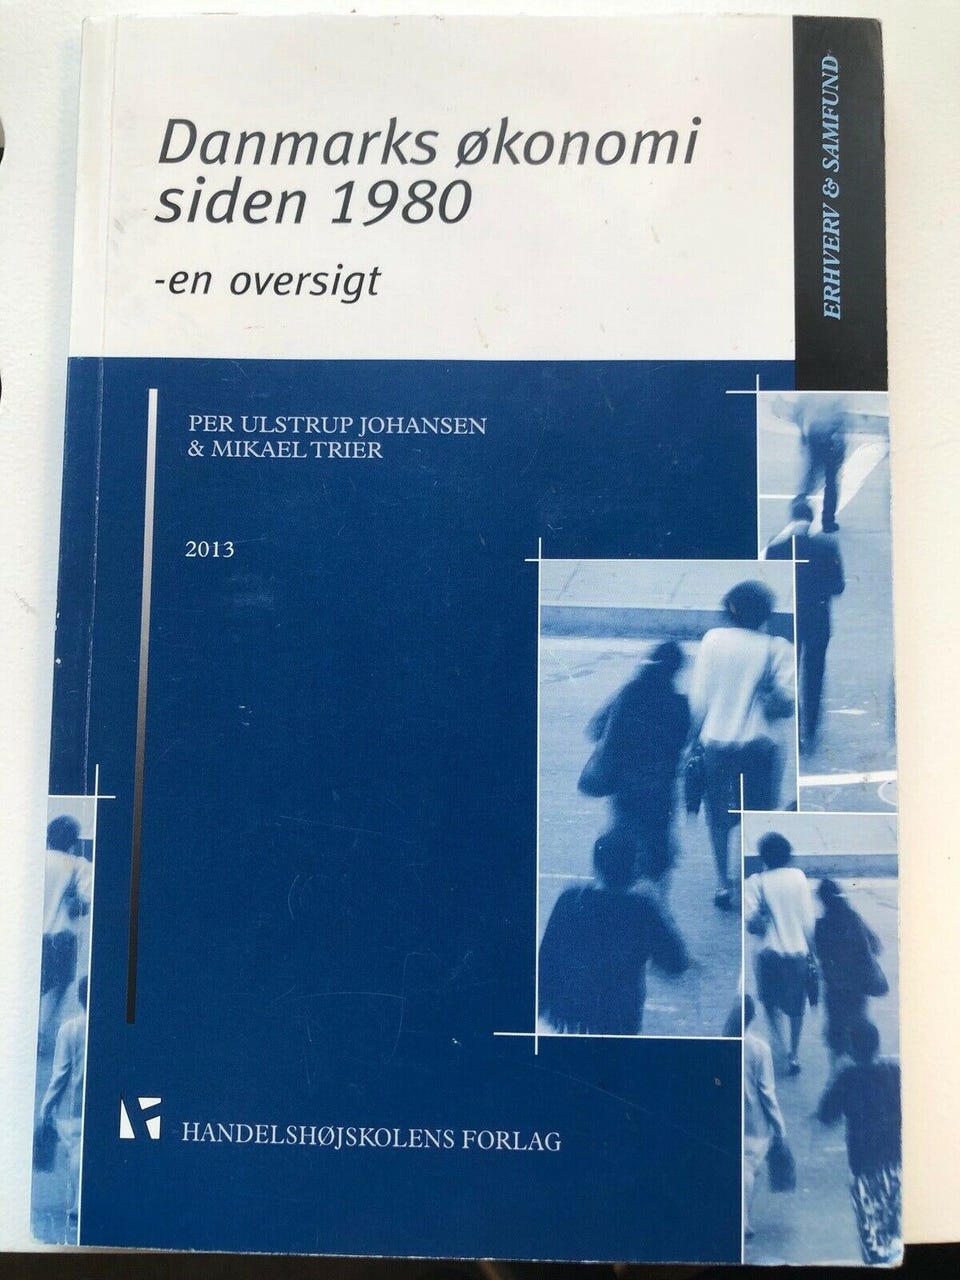 Danmarks økonomi
siden 1980
-en oversigt
ERHVERV & SAMFUND
PER ULSTRUP JOHANSEN
& MIKAEL TRIER
2013
HANDELSHØJSKOLENS FORLAG